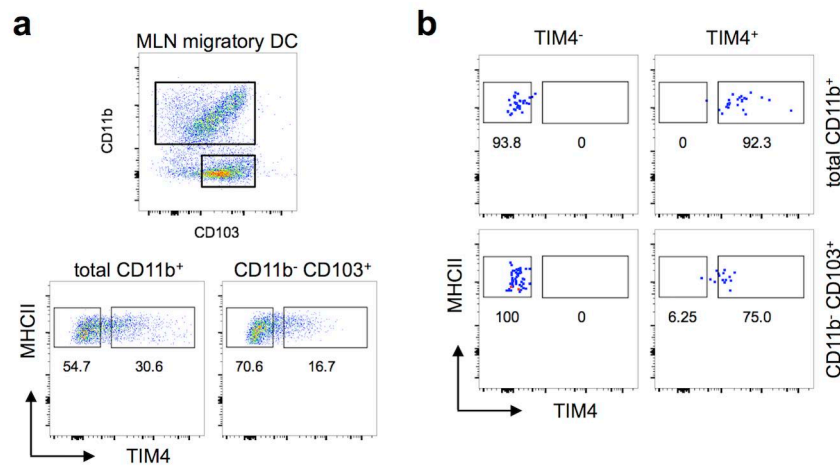 a
MLN migratory DC
CD11b
CD103
total CD11b⁺
CD11b⁻ CD103⁺
MHCII
54.7
30.6
70.6
16.7
TIM4
b
TIM4⁻
TIM4⁺
total CD11b⁺
93.8
0
0
92.3
MHCII
CD11b⁻ CD103⁺
100
0
6.25
75.0
TIM4